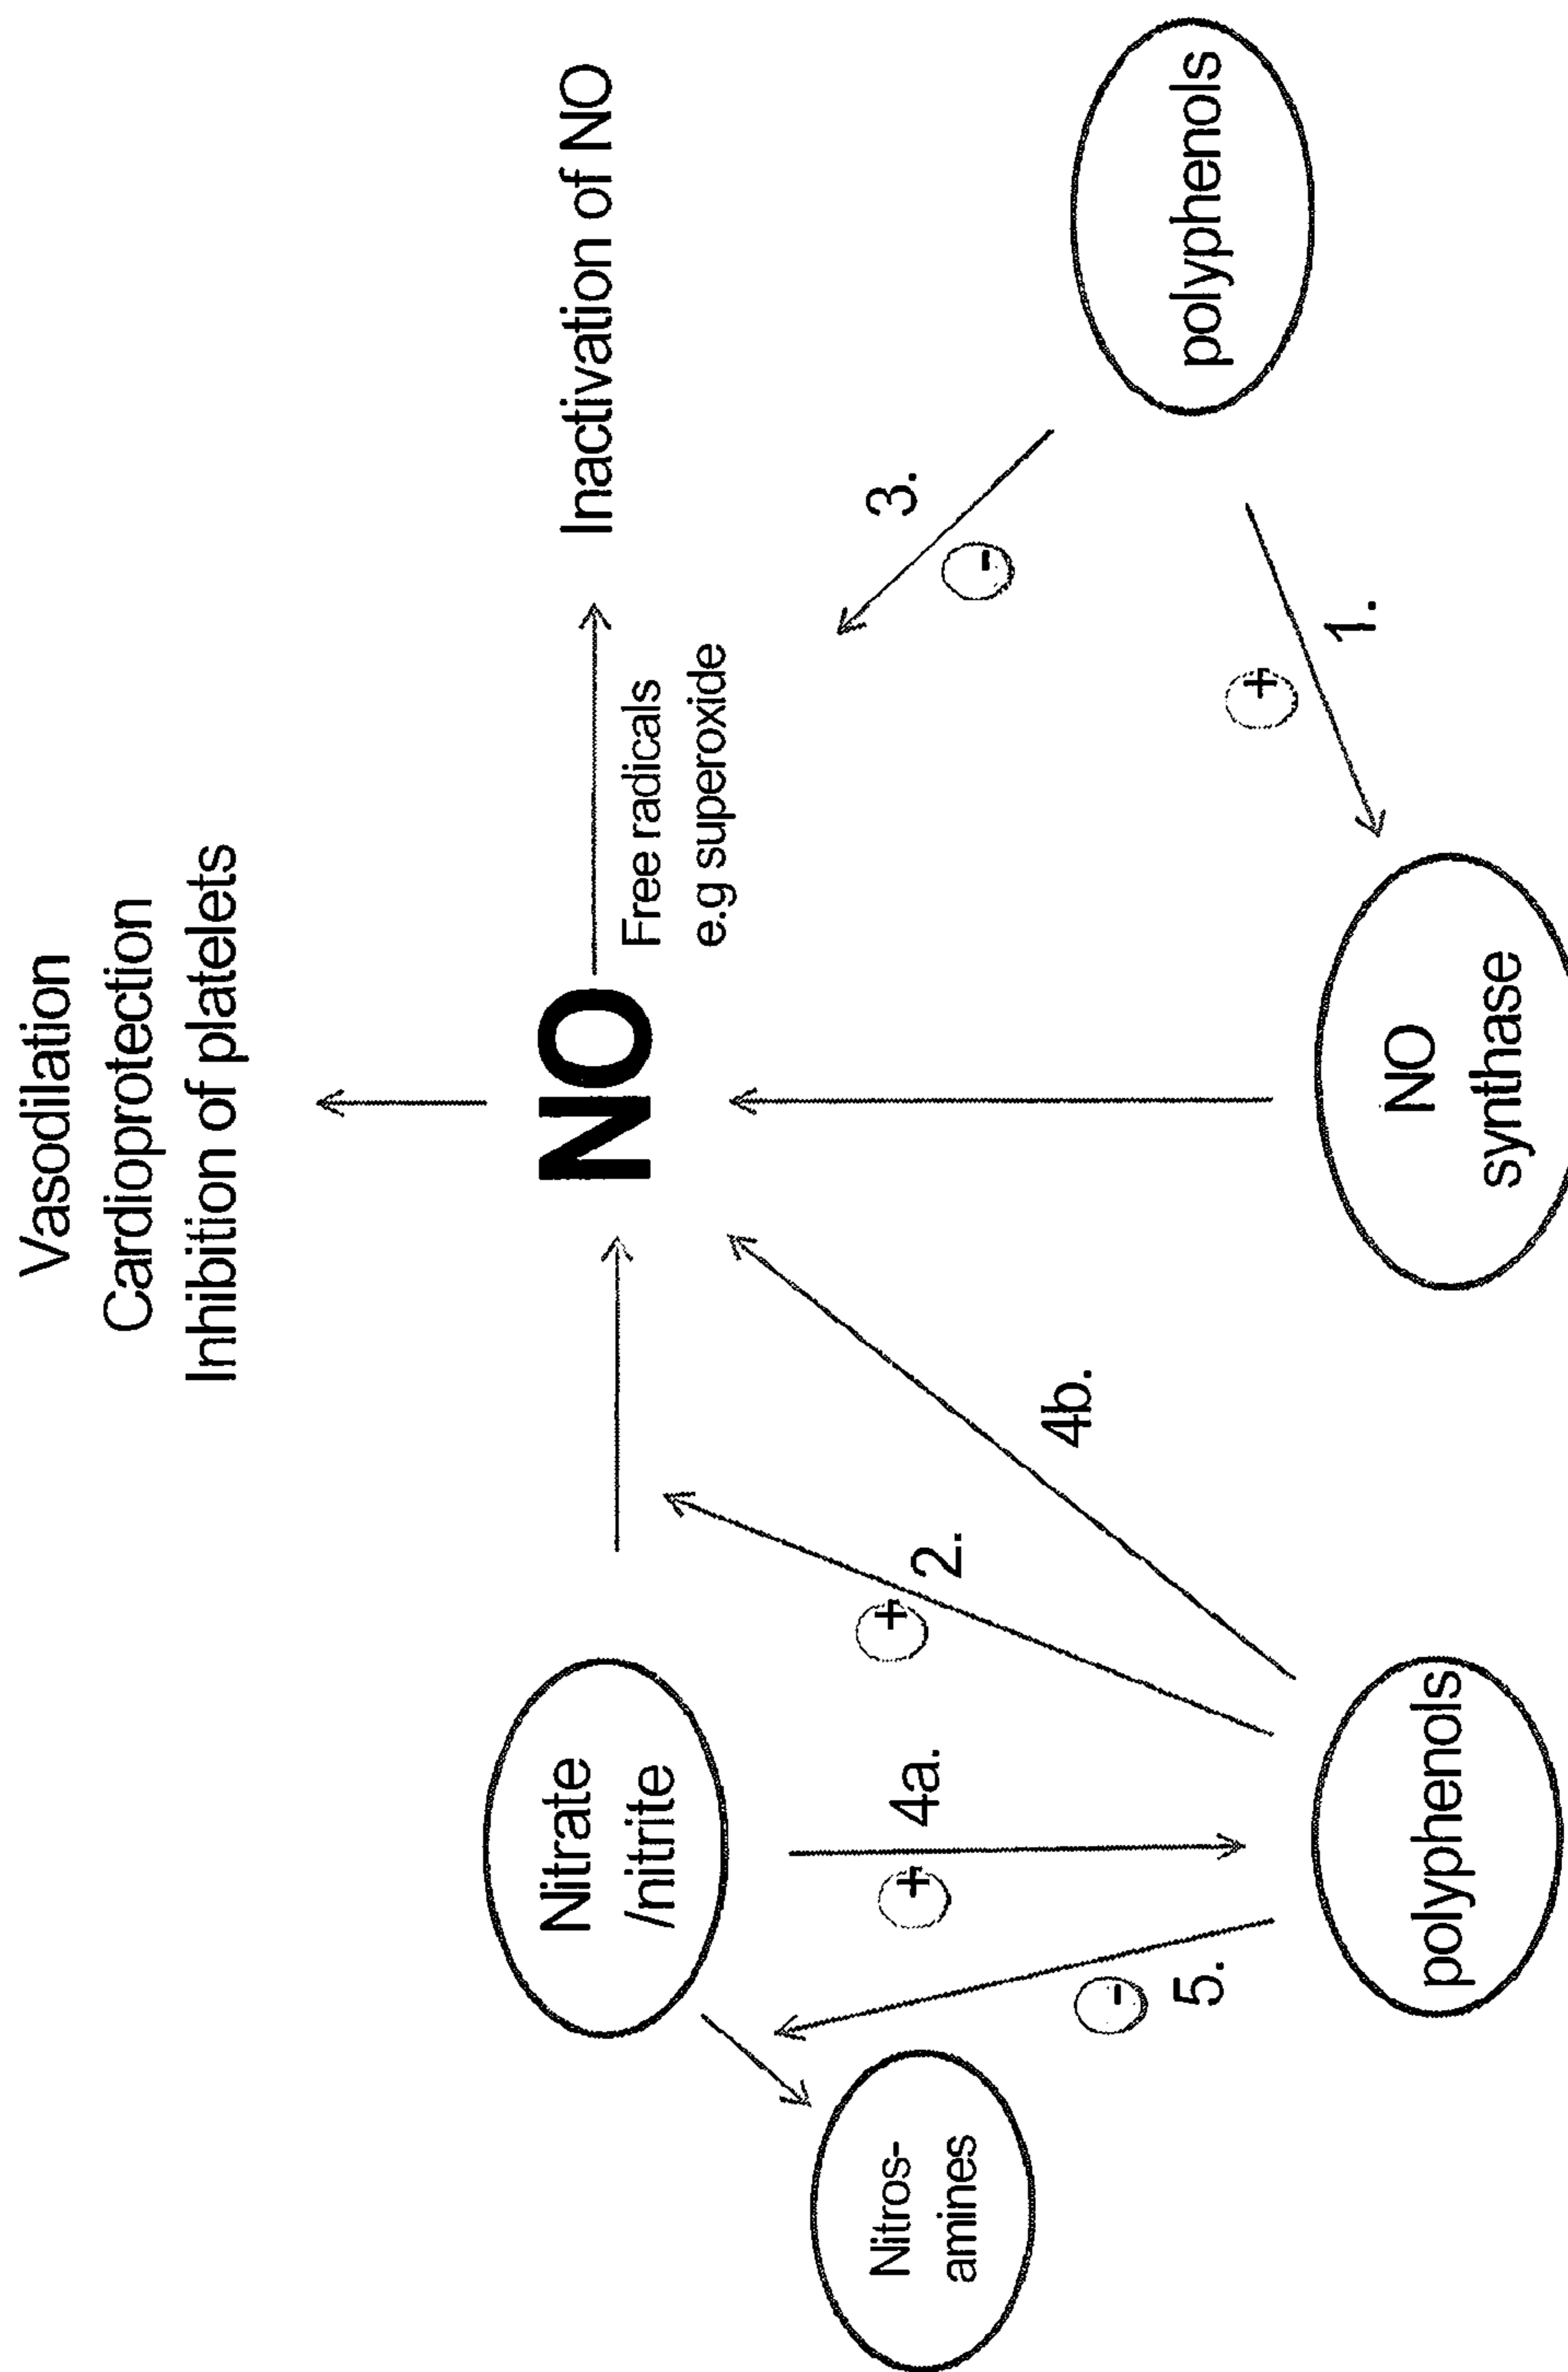 Vasodilation
Cardioprotection
Inhibition of platelets
Nitrate
/nitrite
NO
Inactivation of NO
Free radicals
e.g superoxide
Nitros-
amines
5.
-
4a.
+
2.
+
4b.
3.
-
1.
+
polyphenols
NO
synthase
polyphenols